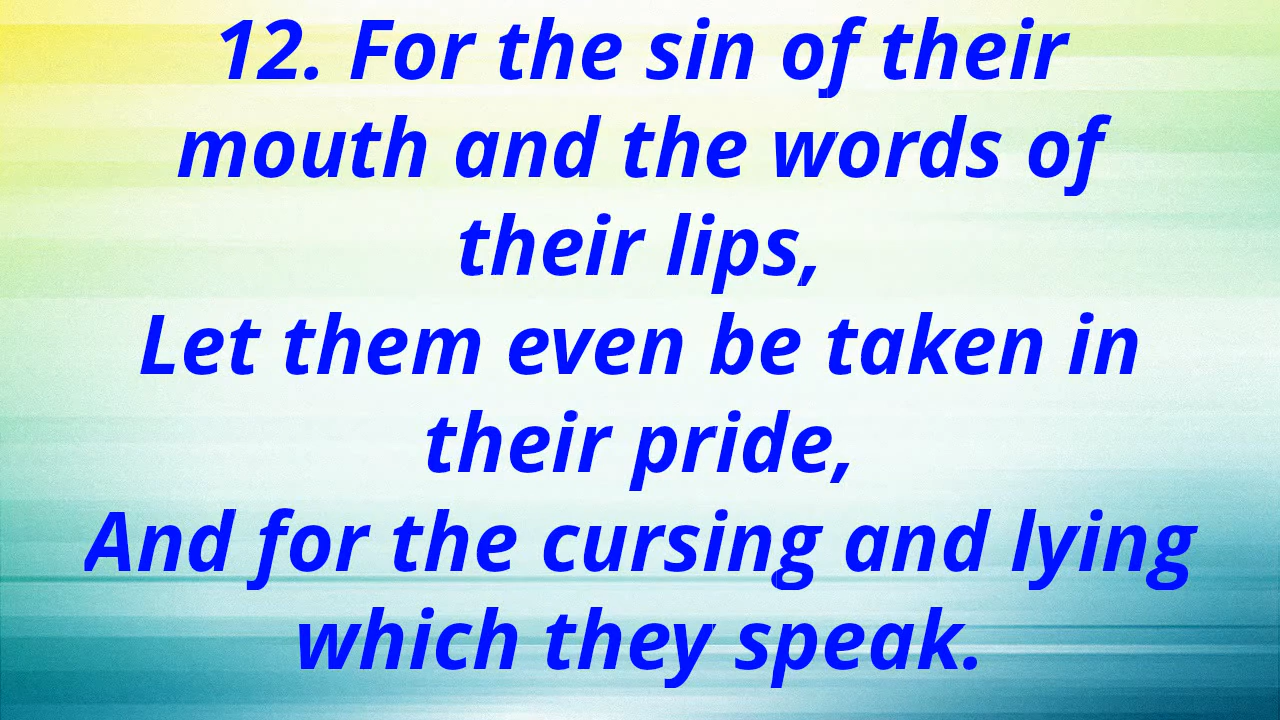 12. For the sin of their
mouth and the words of
their lips,
Let them even be taken in
their pride,
And for the cursing and lying
which they speak.